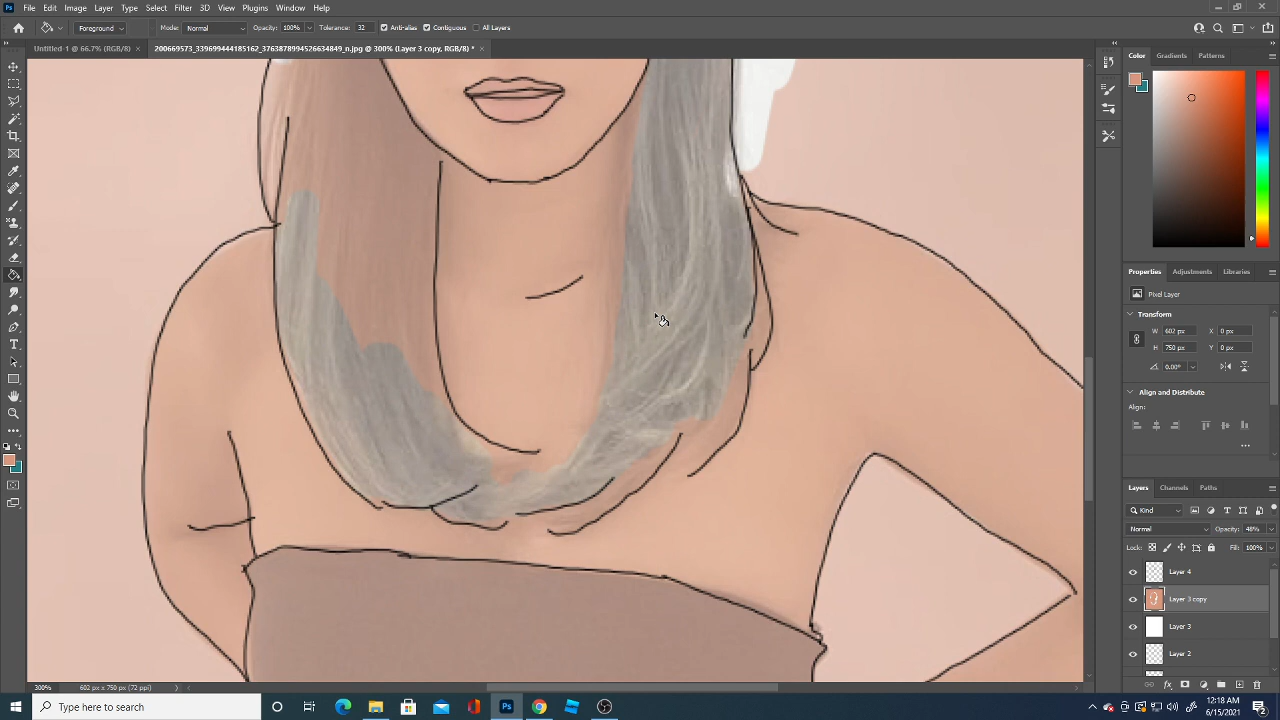 File Edit Image Layer Type Select Filter 3D View Plugins Window Help
Foreground Mode: Normal Opacity: 100% Tolerance: 32 Anti-alias Contiguous All Layers
Untitled-1 @ 66.7% (RGB/8) × 200669573_339699444185162_3763878994526634849_n.jpg @ 300% (Layer 3 copy, RGB/8) * ×
Color Gradients Patterns
Properties Adjustments Libraries
Pixel Layer
Transform
W 602 px X 0 px
H 750 px Y 0 px
0.00°
Align and Distribute
Align:
Layers Channels Paths
Kind
Normal Opacity: 48%
Lock: Fill: 100%
Layer 4
Layer 3 copy
Layer 3
Layer 2
300% 602 px x 750 px (72 ppi)
Type here to search
12:18 AM
6/15/2021